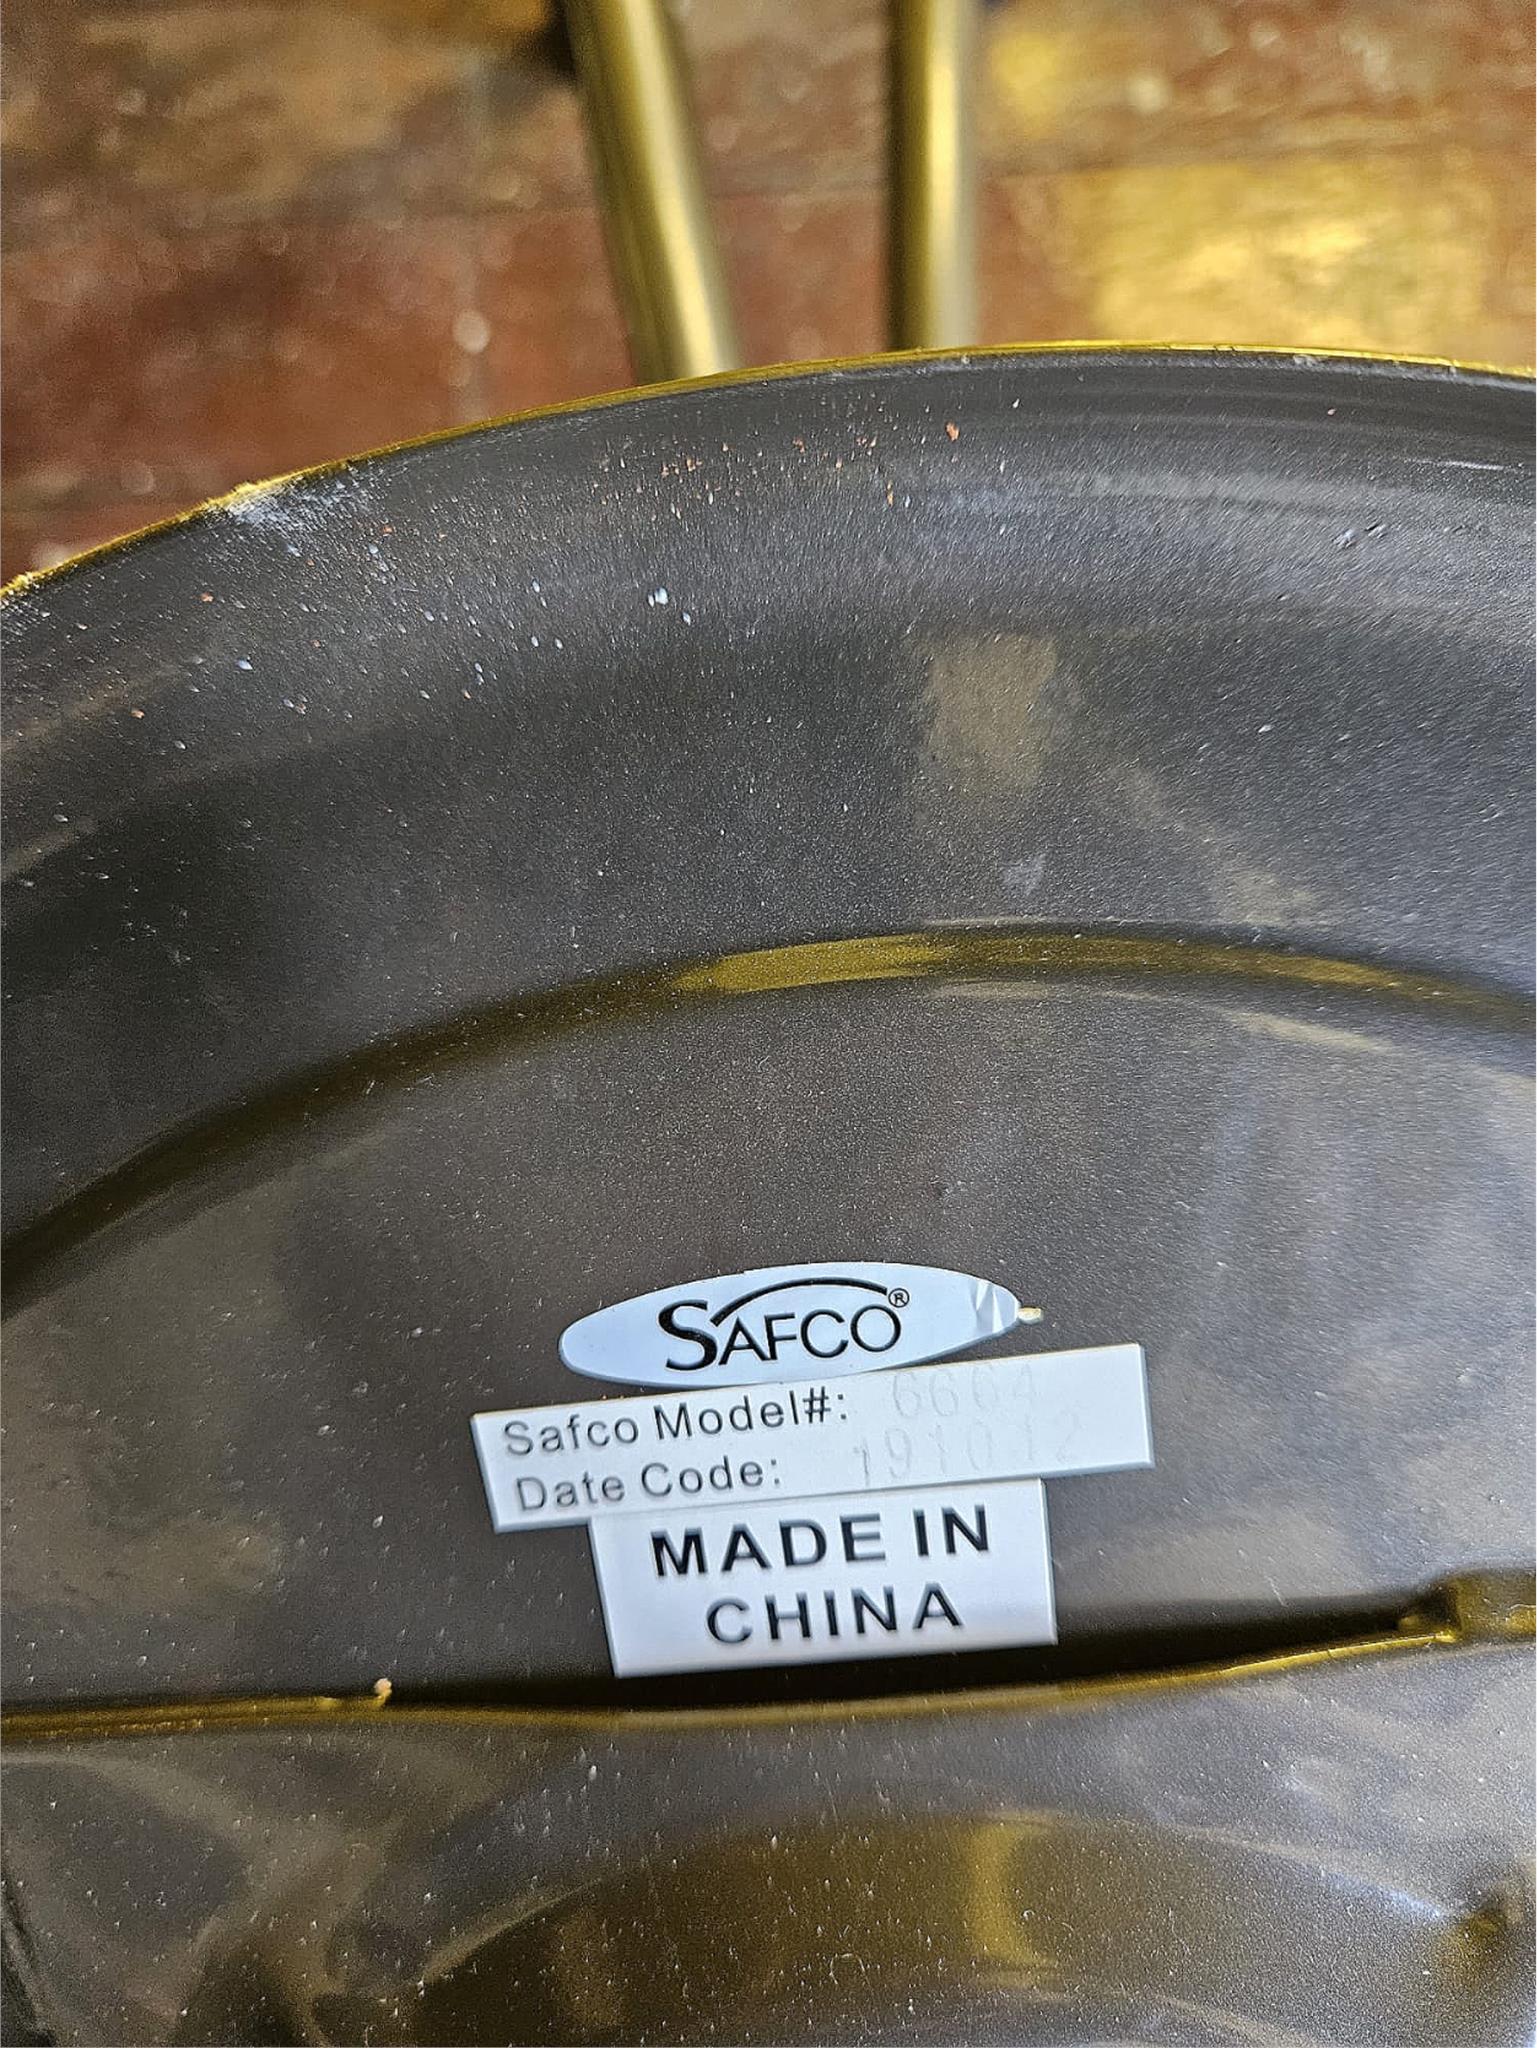 SAFCO®
Safco Model#: 6664
Date Code: 191012
MADE IN
CHINA